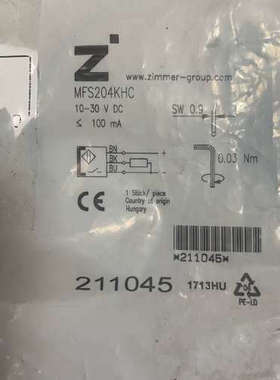 Z
www.zimmer-group.com
MFS204KHC
10-30 V DC
≤ 100 mA
SW 0.9
BN
BK
BU
0.03 Nm
CE
1 Stück/ piece
Country of origin
Hungary
*211045*
211045
1713HU
PE-LD